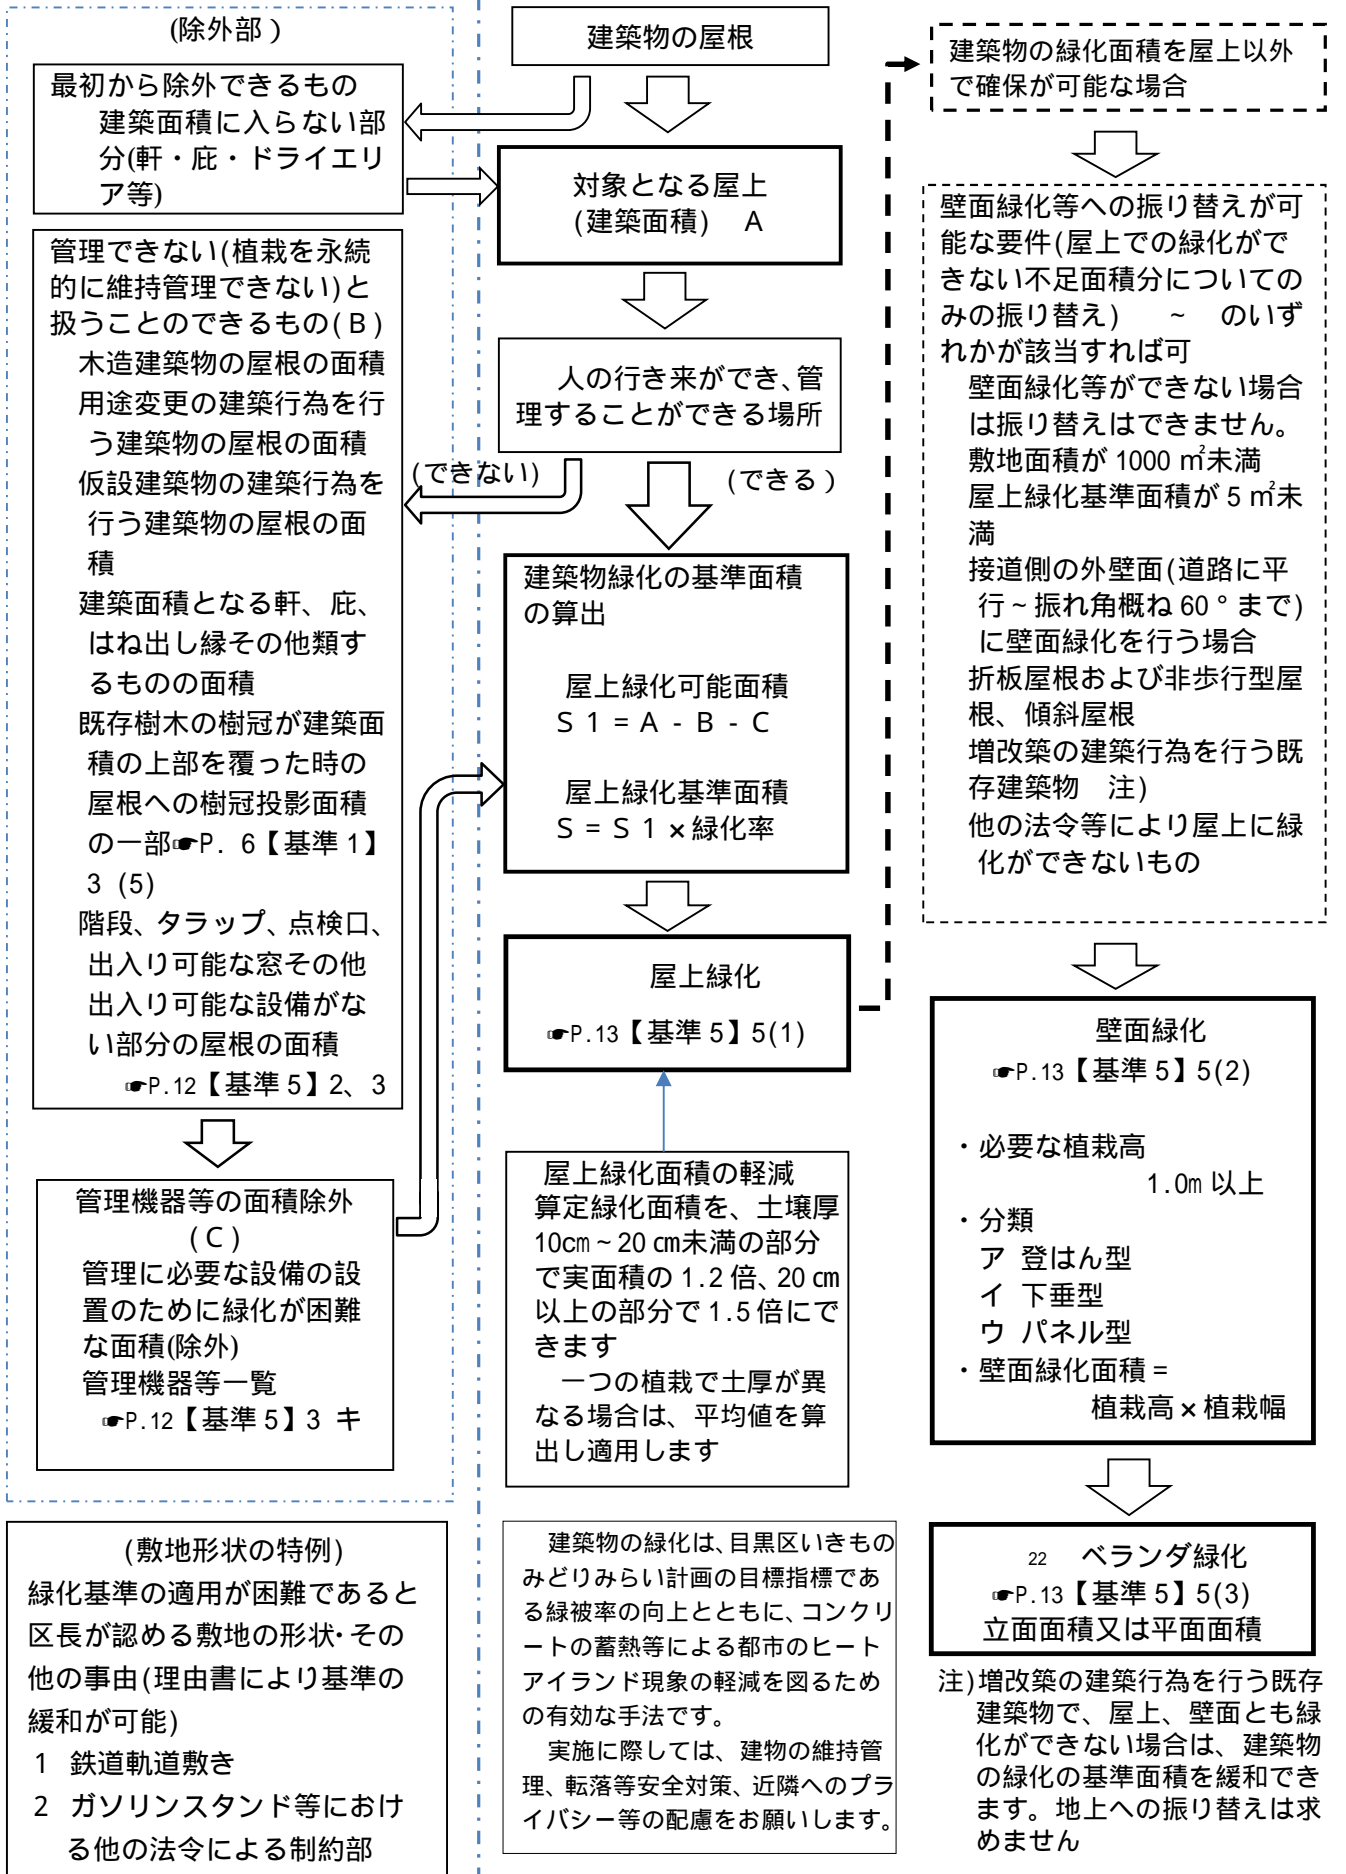 (除外部)
最初から除外できるもの
建築面積に入らない部
分(軒・庇・ドライエリ
ア等)
管理できない(植栽を永続
的に維持管理できない)と
扱うことのできるもの(B)
木造建築物の屋根の面積
用途変更の建築行為を行
う建築物の屋根の面積
仮設建築物の建築行為を
行う建築物の屋根の面
積
建築面積となる軒、庇、
はね出し縁その他類す
るものの面積
既存樹木の樹冠が建築面
積の上部を覆った時の
屋根への樹冠投影面積
の一部☛P. 6【基準1】
3 (5)
階段、タラップ、点検口、
出入り可能な窓その他
出入り可能な設備がな
い部分の屋根の面積
☛P.12【基準5】2、3
管理機器等の面積除外
(C)
管理に必要な設備の設
置のために緑化が困難
な面積(除外)
管理機器等一覧
☛P.12【基準5】3 キ
(敷地形状の特例)
緑化基準の適用が困難であると
区長が認める敷地の形状・その
他の事由(理由書により基準の
緩和が可能)
1 鉄道軌道敷き
2 ガソリンスタンド等におけ
る他の法令による制約部
建築物の屋根
対象となる屋上
(建築面積) A
人の行き来ができ、管
理することができる場所
(できない)
(できる)
建築物緑化の基準面積
の算出
屋上緑化可能面積
S1=A-B-C
屋上緑化基準面積
S=S1×緑化率
屋上緑化
☛P.13【基準5】5(1)
屋上緑化面積の軽減
算定緑化面積を、土壌厚
10㎝~20㎝未満の部分
で実面積の1.2倍、20㎝
以上の部分で1.5倍にで
きます
一つの植栽で土厚が異
なる場合は、平均値を算
出し適用します
建築物の緑化は、目黒区いきもの
みどりみらい計画の目標指標であ
る緑被率の向上とともに、コンクリ
ートの蓄熱等による都市のヒート
アイランド現象の軽減を図るため
の有効な手法です。
実施に際しては、建物の維持管
理、転落等安全対策、近隣へのプラ
イバシー等の配慮をお願いします。
建築物の緑化面積を屋上以外
で確保が可能な場合
壁面緑化等への振り替えが可
能な要件(屋上での緑化がで
きない不足面積分についての
みの振り替え) ~ のいず
れかが該当すれば可
壁面緑化等ができない場合
は振り替えはできません。
敷地面積が1000㎡未満
屋上緑化基準面積が5㎡未
満
接道側の外壁面(道路に平
行~振れ角概ね60°まで)
に壁面緑化を行う場合
折板屋根および非歩行型屋
根、傾斜屋根
増改築の建築行為を行う既
存建築物 注)
他の法令等により屋上に緑
化ができないもの
壁面緑化
☛P.13【基準5】5(2)
・必要な植栽高
1.0m以上
・分類
ア 登はん型
イ 下垂型
ウ パネル型
・壁面緑化面積=
植栽高×植栽幅
22 ベランダ緑化
☛P.13【基準5】5(3)
立面面積又は平面面積
注)増改築の建築行為を行う既存
建築物で、屋上、壁面とも緑
化ができない場合は、建築物
の緑化の基準面積を緩和でき
ます。地上への振り替えは求
めません